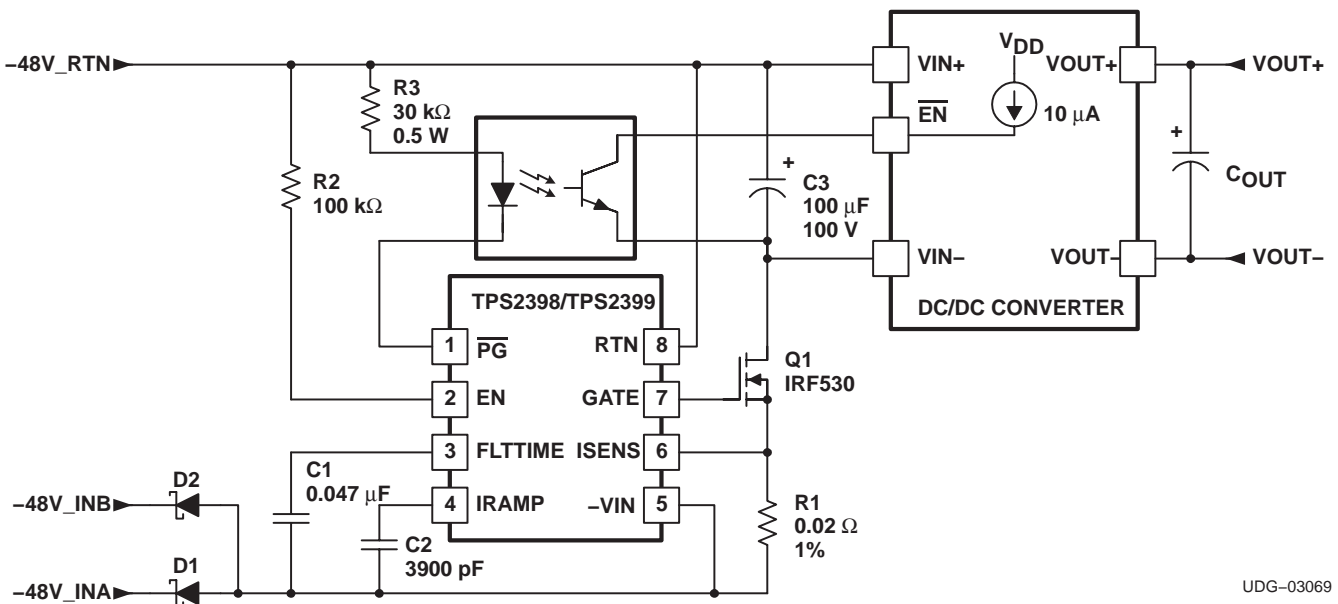 –48V_RTN
R3
30 kΩ
0.5 W
R2
100 kΩ
+
C3
100 μF
100 V
VIN+
EN
VIN–
VDD
10 μA
VOUT+
VOUT–
DC/DC CONVERTER
VOUT+
+
COUT
VOUT–
TPS2398/TPS2399
1 PG
2 EN
3 FLTTIME
4 IRAMP
RTN 8
GATE 7
ISENS 6
–VIN 5
Q1
IRF530
R1
0.02 Ω
1%
C1
0.047 μF
C2
3900 pF
D2
–48V_INB
D1
–48V_INA
UDG–03069